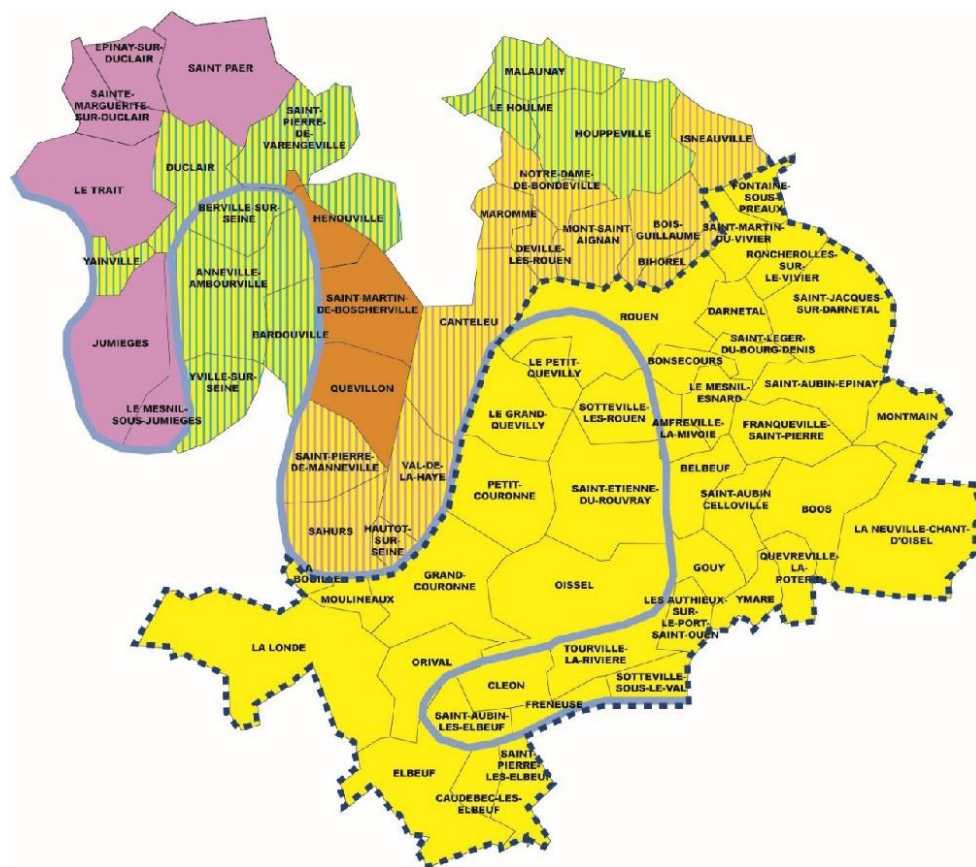 EPINAY-SUR-
DUCLAIR
SAINT PAER
SAINTE-
MARGUERITE-
SUR-DUCLAIR
SAINT-
PIERRE-
DE-
VARENGEVILLE
DUCLAIR
LE TRAIT
BERVILLE-SUR-
SEINE
HENOUVILLE
YAINVILLE
ANNEVILLE-
AMBOURVILLE
SAINT-MARTIN-
DE-BOSCHERVILLE
BARDOUVILLE
JUMIEGES
YVILLE-SUR-
SEINE
QUEVILLON
LE MESNIL-
SOUS-JUMIEGES
MALAUNAY
LE HOULME
HOUPPEVILLE
ISNEAUVILLE
NOTRE-DAME-
DE-BONDEVILLE
FONTAINE-
SOUS-
PREAUX
MAROMME
MONT-SAINT-
AIGNAN
BOIS-
GUILLAUME
SAINT-MARTIN-
DU-VIVIER
DEVILLE-
LES-ROUEN
BIHOREL
RONCHEROLLES-
SUR-
LE-VIVIER
CANTELEU
ROUEN
DARNETAL
SAINT-JACQUES-
SUR-DARNETAL
SAINT-LEGER-
DU-BOURG-DENIS
LE PETIT-
QUEVILLY
BONSECOURS
LE MESNIL-
ESNARD
SAINT-AUBIN-EPINAY
LE GRAND-
QUEVILLY
SOTTEVILLE-
LES-ROUEN
AMFREVILLE-
LA-MIVOIE
FRANQUEVILLE-
SAINT-PIERRE
MONTMAIN
SAINT-PIERRE-
DE-MANNEVILLE
VAL-DE-
LA-HAYE
PETIT-
COURONNE
SAINT-ETIENNE-
DU-ROUVRAY
BELBEUF
SAINT-AUBIN
CELLOVILLE
BOOS
LA NEUVILLE-CHANT-
D'OISEL
SAHURS
HAUTOT-
SUR-
SEINE
MOULINEAUX
GRAND-
COURONNE
OISSEL
GOUY
QUEVREVILLE-
LA-
POTERIE
LES AUTHIEUX-
SUR-
LE-PORT-
SAINT-OUEN
YMARE
LA LONDE
ORIVAL
TOURVILLE-
LA-RIVIERE
CLEON
SOTTEVILLE-
SOUS-LE-VAL
FRENEUSE
SAINT-AUBIN-
LES-ELBEUF
ELBEUF
SAINT-
PIERRE-
LES-ELBEUF
CAUDEBEC-LES-
ELBEUF